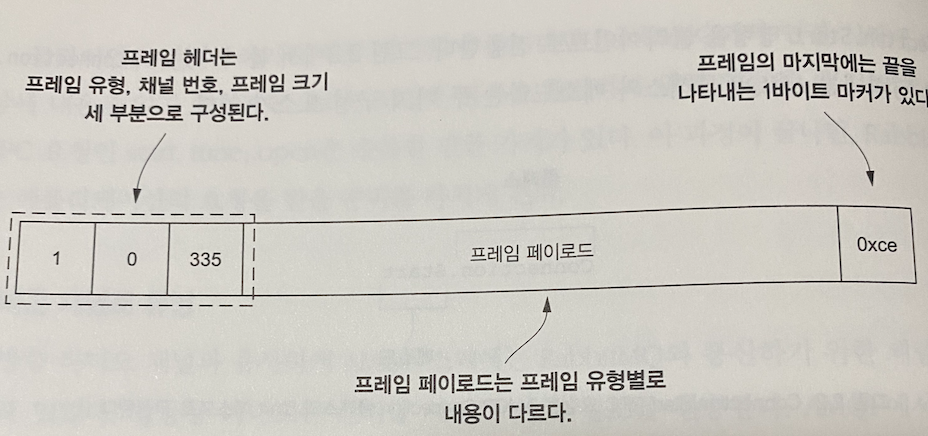 프레임 헤더는
프레임 유형, 채널 번호, 프레임 크기
세 부분으로 구성된다.
프레임의 마지막에는 끝을
나타내는 1바이트 마커가 있다
1 0 335 프레임 페이로드 0xce
프레임 페이로드는 프레임 유형별로
내용이 다르다.